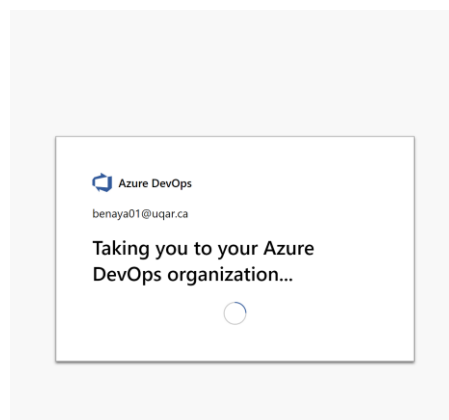 Azure DevOps
benaya01@uqar.ca
Taking you to your Azure
DevOps organization...